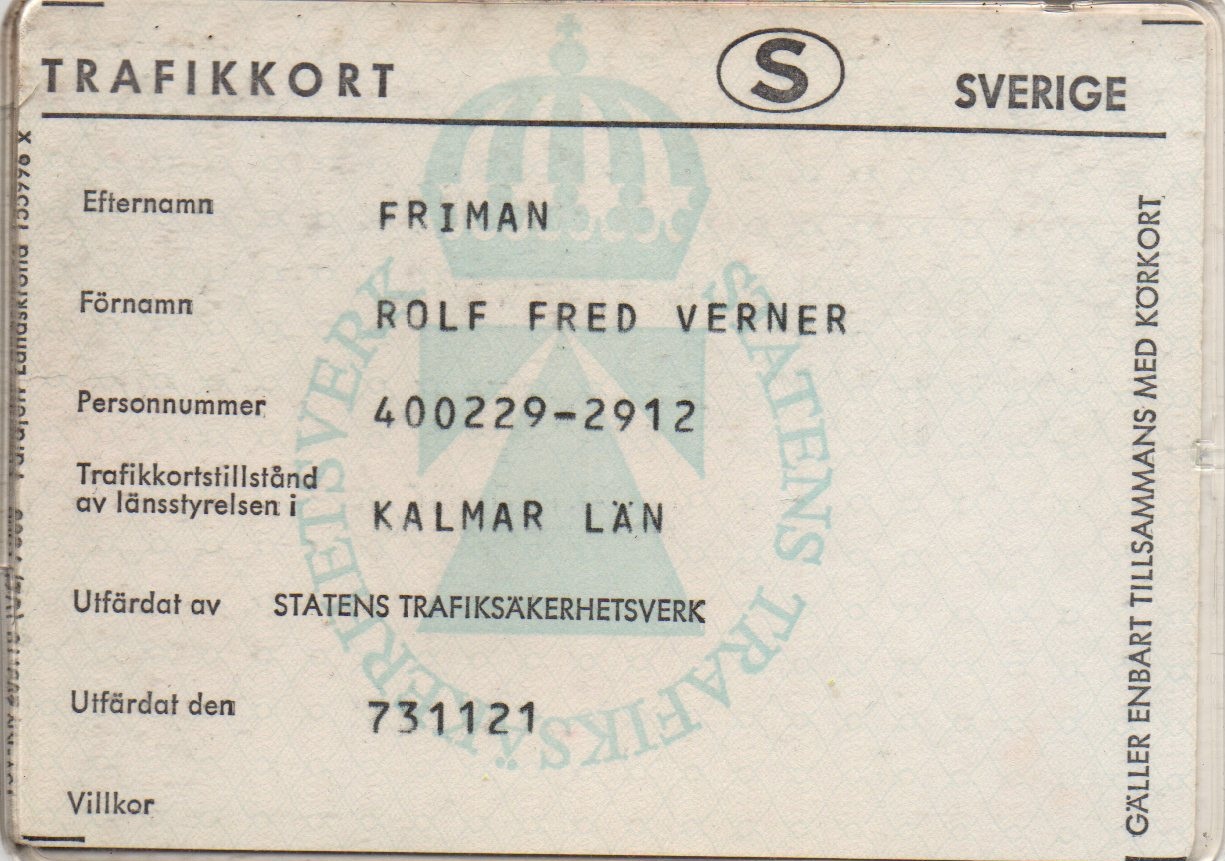 TRAFIKKORT S SVERIGE
Efternamn FRIMAN
Förnamn ROLF FRED VERNER
Personnummer 400229-2912
Trafikkortstillstånd
av länsstyrelsen i KALMAR LÄN
Utfärdat av STATENS TRAFIKSÄKERHETSVERK
Utfärdat den 731121
Villkor
GÄLLER ENBART TILLSAMMANS MED KÖRKORT
STATENS TRAFIKSÄKERHETSVERK
Landskrona